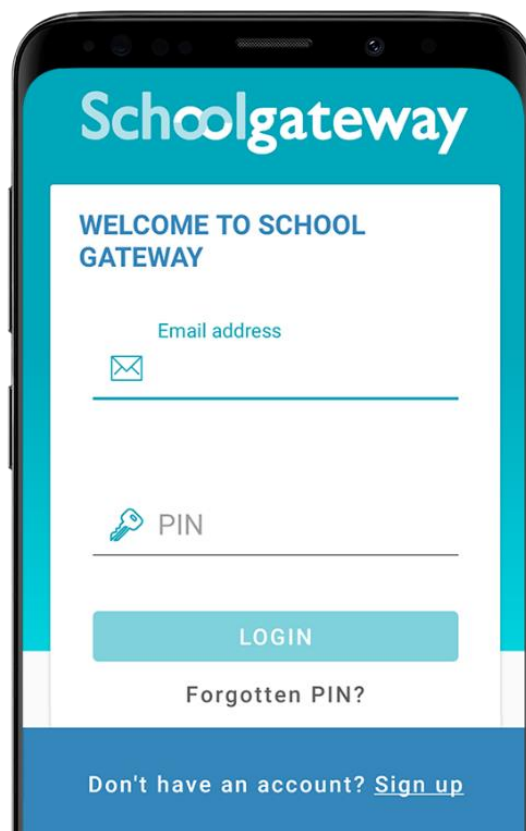 Schoolgateway
WELCOME TO SCHOOL
GATEWAY
Email address
PIN
LOGIN
Forgotten PIN?
Don't have an account? Sign up